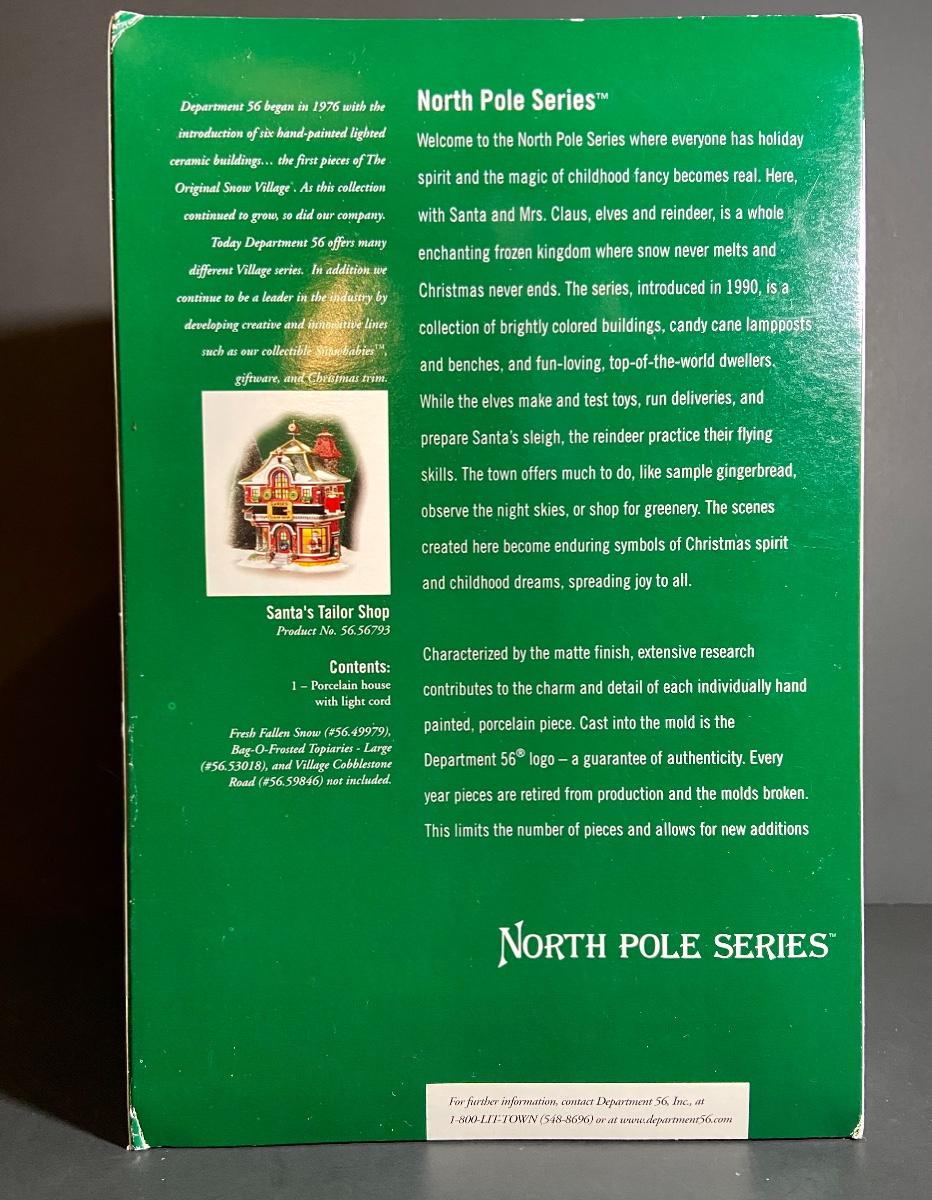 Department 56 began in 1976 with the
introduction of six hand-painted lighted
ceramic buildings... the first pieces of The
Original Snow Village®. As this collection
continued to grow, so did our company.
Today Department 56 offers many
different Village series. In addition we
continue to be a leader in the industry by
developing creative and innovative lines
such as our collectible Snowbabies™,
giftware, and Christmas trim.
Santa's Tailor Shop
Product No. 56.56793
Contents:
1 – Porcelain house
with light cord
Fresh Fallen Snow (#56.49979),
Bag-O-Frosted Topiaries - Large
(#56.53018), and Village Cobblestone
Road (#56.59846) not included.
North Pole Series™
Welcome to the North Pole Series where everyone has holiday
spirit and the magic of childhood fancy becomes real. Here,
with Santa and Mrs. Claus, elves and reindeer, is a whole
enchanting frozen kingdom where snow never melts and
Christmas never ends. The series, introduced in 1990, is a
collection of brightly colored buildings, candy cane lampposts
and benches, and fun-loving, top-of-the-world dwellers.
While the elves make and test toys, run deliveries, and
prepare Santa's sleigh, the reindeer practice their flying
skills. The town offers much to do, like sample gingerbread,
observe the night skies, or shop for greenery. The scenes
created here become enduring symbols of Christmas spirit
and childhood dreams, spreading joy to all.
Characterized by the matte finish, extensive research
contributes to the charm and detail of each individually hand
painted, porcelain piece. Cast into the mold is the
Department 56® logo – a guarantee of authenticity. Every
year pieces are retired from production and the molds broken.
This limits the number of pieces and allows for new additions
NORTH POLE SERIES™
For further information, contact Department 56, Inc., at
1-800-LIT-TOWN (548-8696) or at www.department56.com